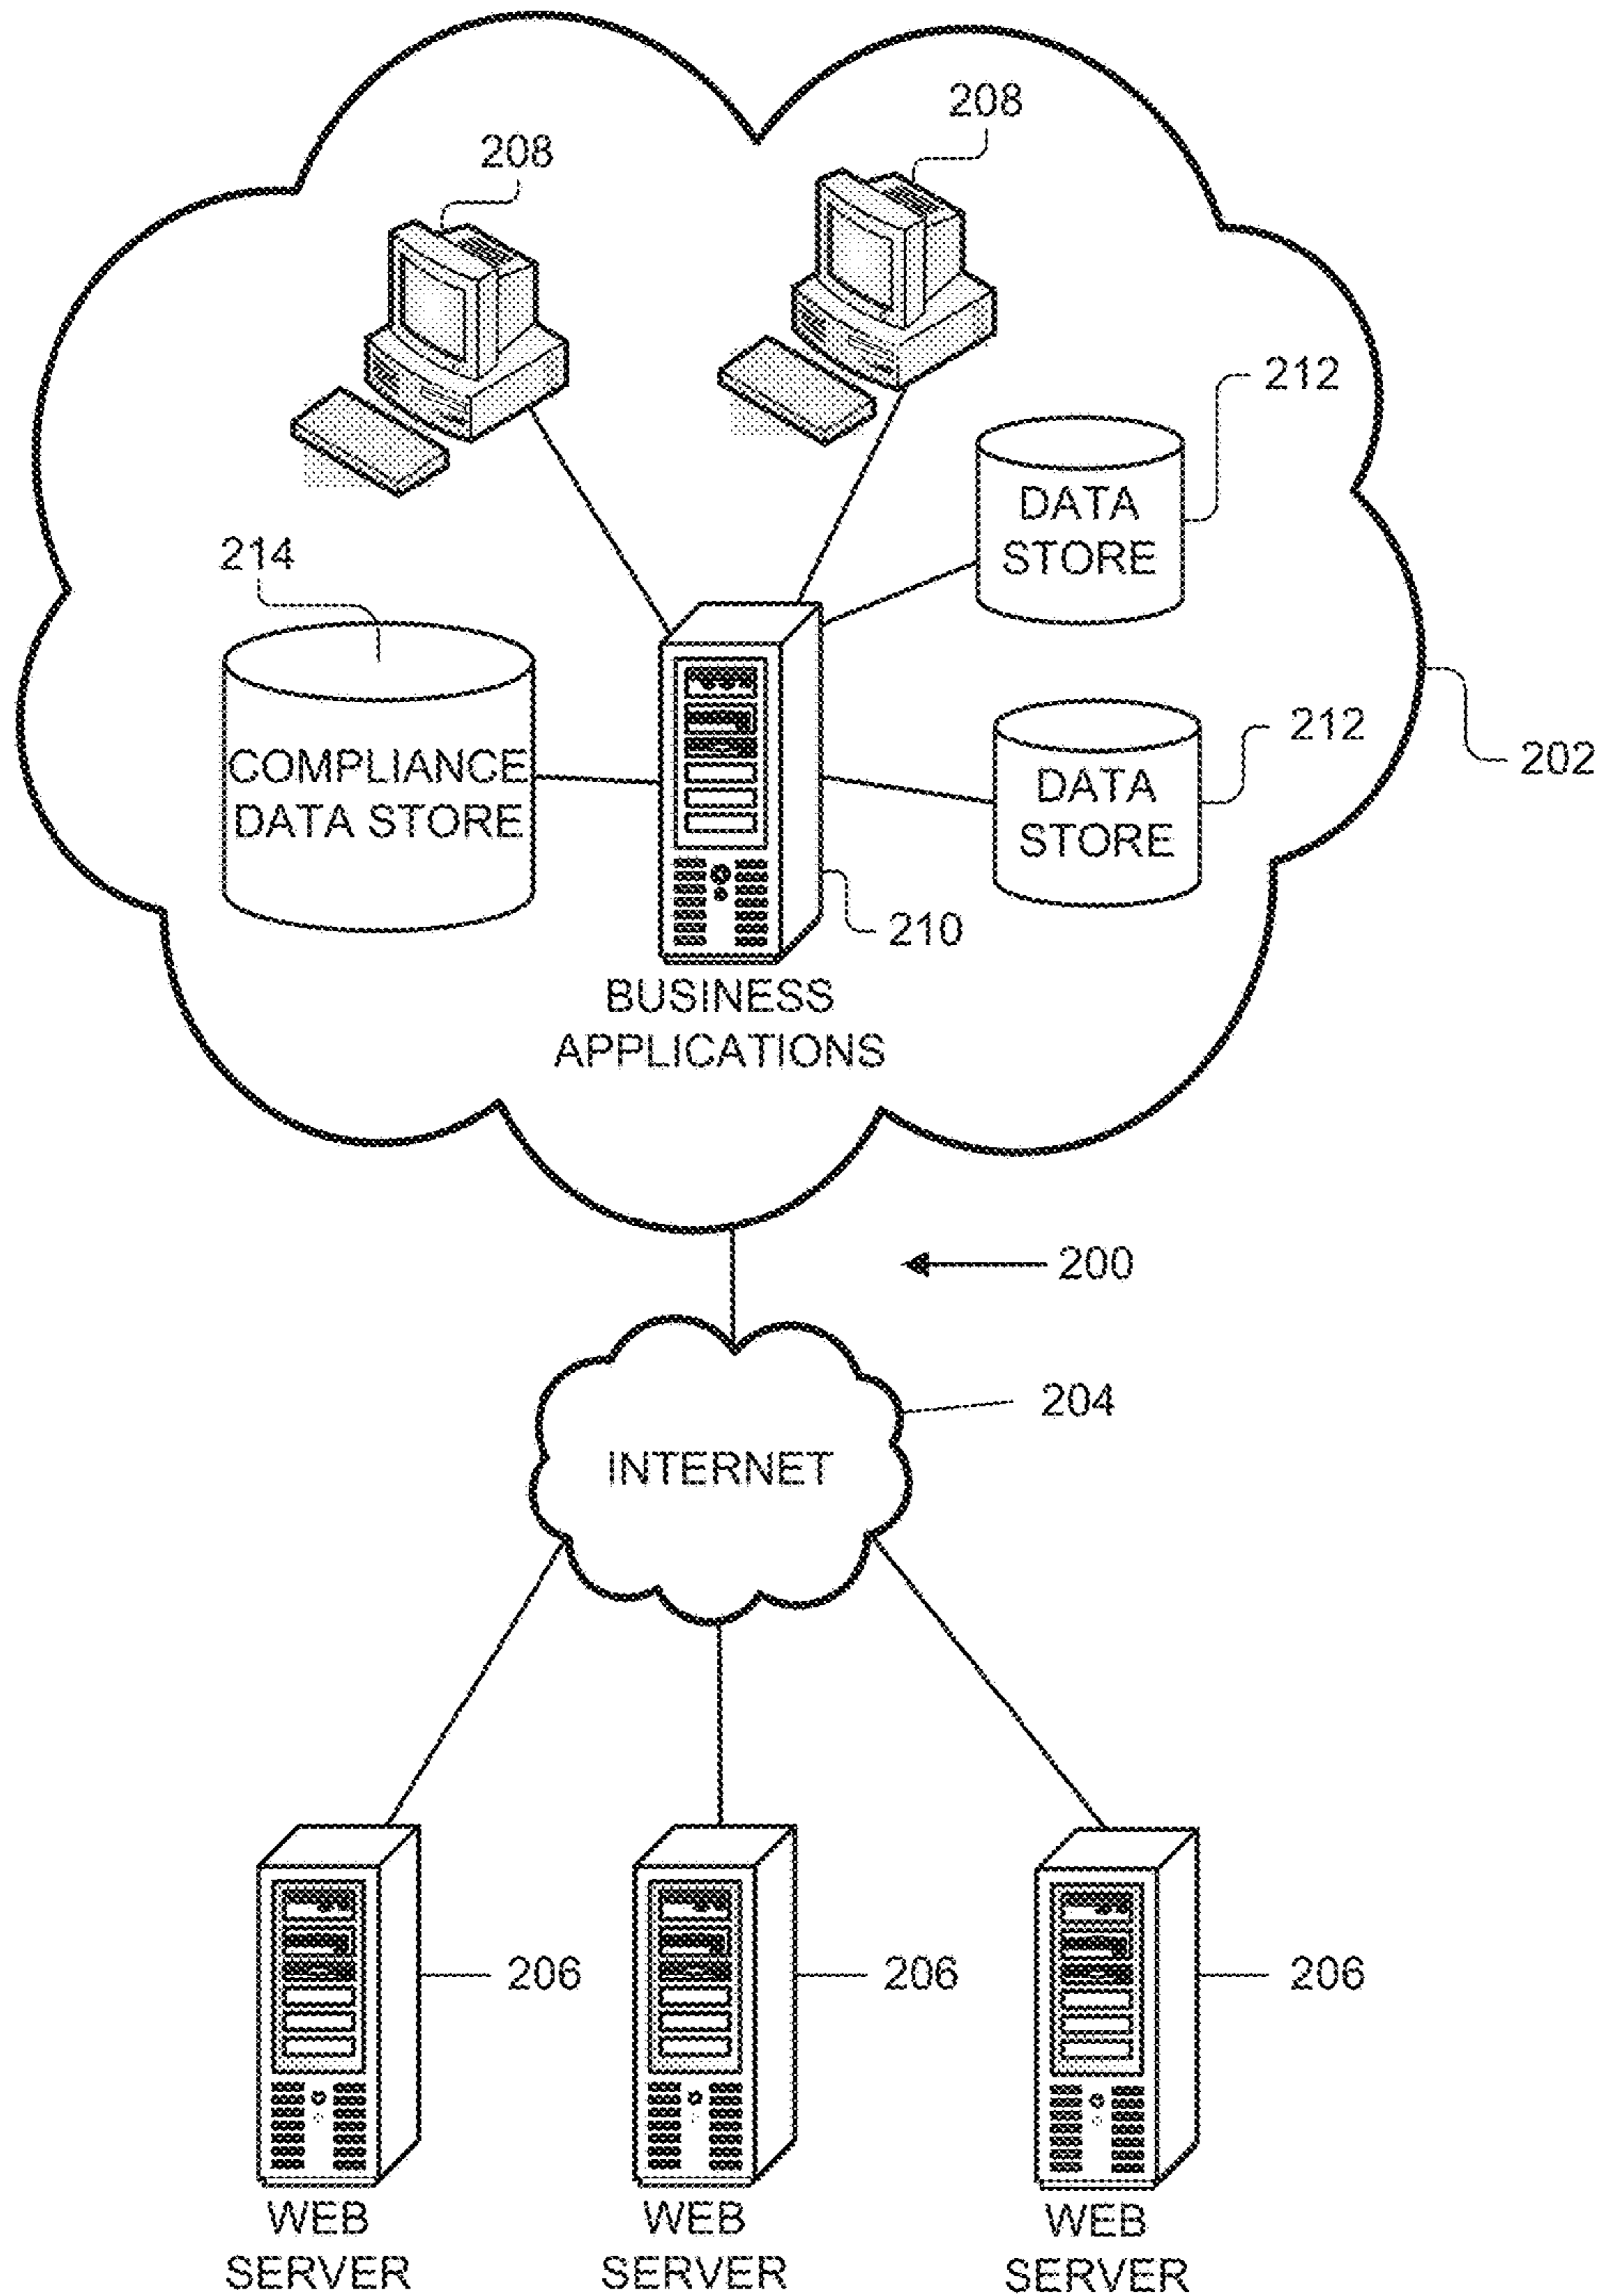 208
208
212
DATA
STORE
214
COMPLIANCE
DATA STORE
212
DATA
STORE
202
210
BUSINESS
APPLICATIONS
200
204
INTERNET
206
206
206
WEB
SERVER
WEB
SERVER
WEB
SERVER